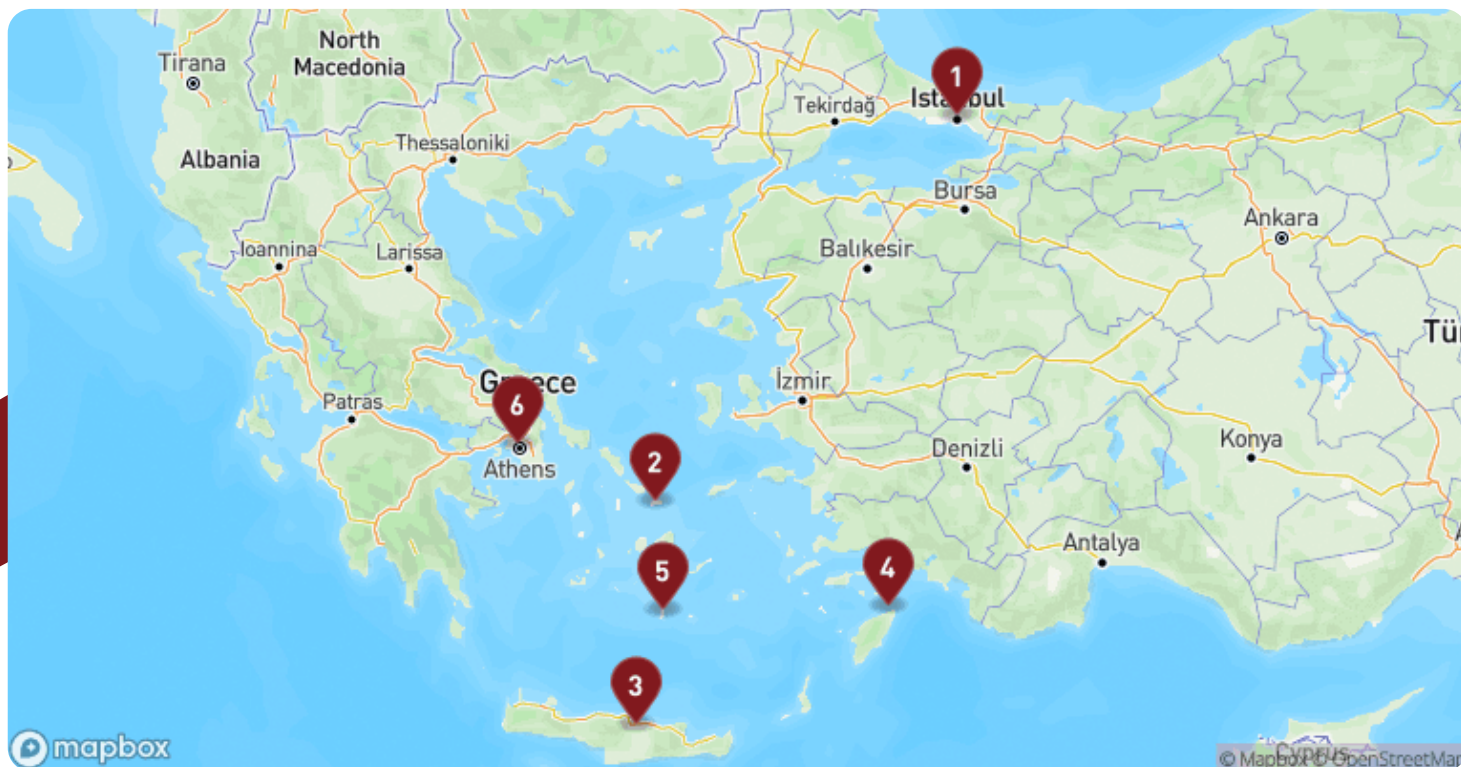 North
Macedonia
Tirana
1
Istanbul
Tekirdağ
Thessaloniki
Albania
Bursa
Ankara
Ioannina
Larissa
Balıkesir
Tü
Greece
İzmir
6
Patras
Konya
Denizli
2
Athens
Antalya
5
4
3
mapbox
Cyprus
© Mapbox © OpenStreetMap